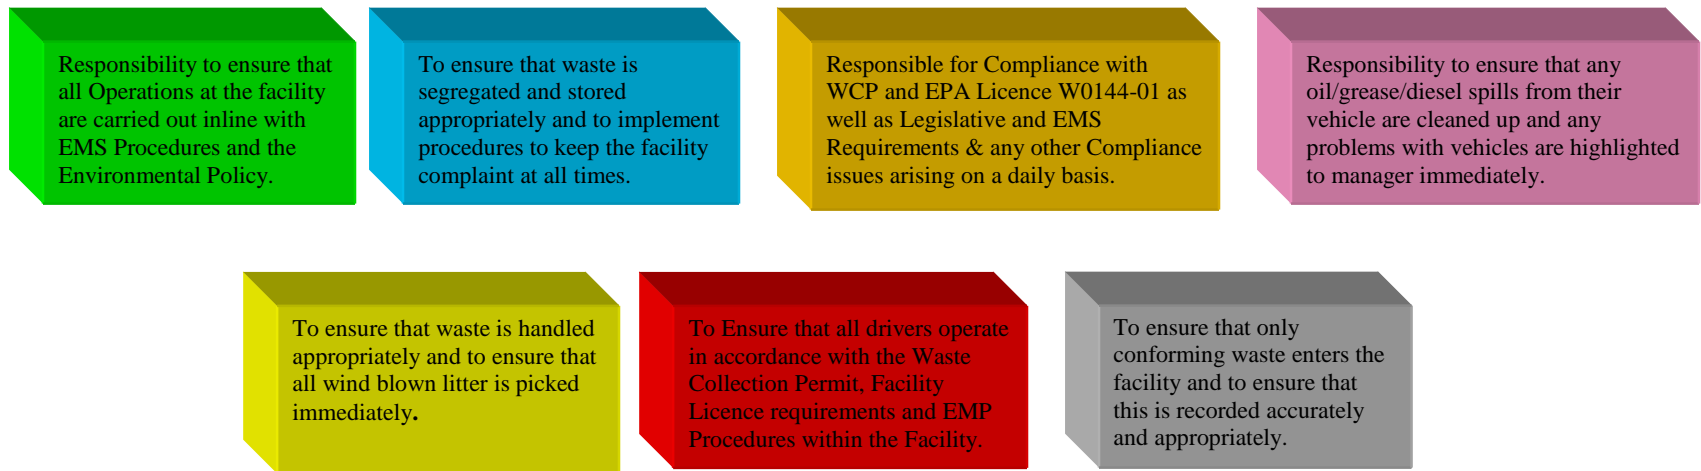 Responsibility to ensure that
all Operations at the facility
are carried out inline with
EMS Procedures and the
Environmental Policy.
To ensure that waste is
segregated and stored
appropriately and to implement
procedures to keep the facility
complaint at all times.
Responsible for Compliance with
WCP and EPA Licence W0144-01 as
well as Legislative and EMS
Requirements & any other Compliance
issues arising on a daily basis.
Responsibility to ensure that any
oil/grease/diesel spills from their
vehicle are cleaned up and any
problems with vehicles are highlighted
to manager immediately.
To ensure that waste is handled
appropriately and to ensure that
all wind blown litter is picked
immediately.
To Ensure that all drivers operate
in accordance with the Waste
Collection Permit, Facility
Licence requirements and EMP
Procedures within the Facility.
To ensure that only
conforming waste enters the
facility and to ensure that
this is recorded accurately
and appropriately.